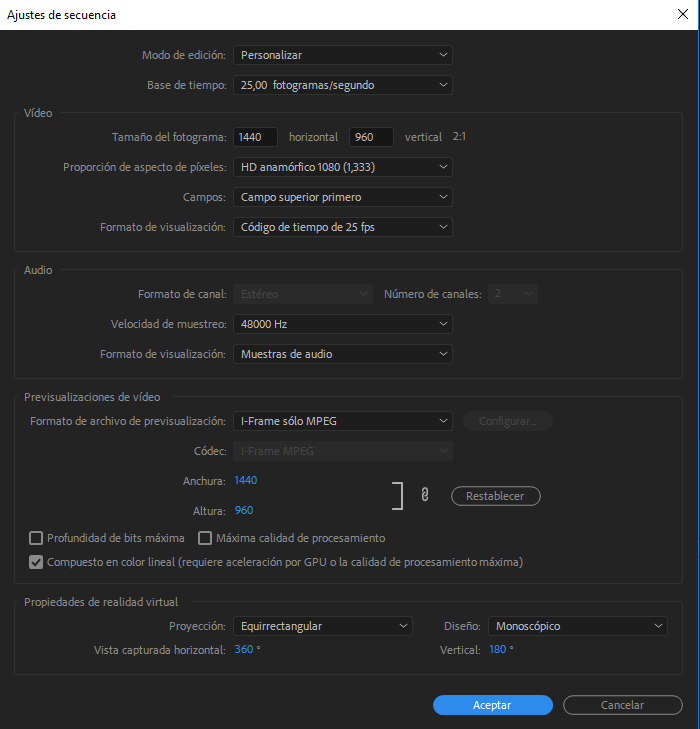 Ajustes de secuencia
Modo de edición: Personalizar
Base de tiempo: 25,00 fotogramas/segundo
Vídeo
Tamaño del fotograma: 1440 horizontal 960 vertical 2:1
Proporción de aspecto de píxeles: HD anamórfico 1080 (1,333)
Campos: Campo superior primero
Formato de visualización: Código de tiempo de 25 fps
Audio
Formato de canal: Estéreo Número de canales: 2
Velocidad de muestreo: 48000 Hz
Formato de visualización: Muestras de audio
Previsualizaciones de vídeo
Formato de archivo de previsualización: I-Frame sólo MPEG Configurar...
Códec: I-Frame MPEG
Anchura: 1440
Altura: 960
Restablecer
Profundidad de bits máxima Máxima calidad de procesamiento
Compuesto en color lineal (requiere aceleración por GPU o la calidad de procesamiento máxima)
Propiedades de realidad virtual
Proyección: Equirrectangular Diseño: Monoscópico
Vista capturada horizontal: 360 ° Vertical: 180 °
Aceptar Cancelar